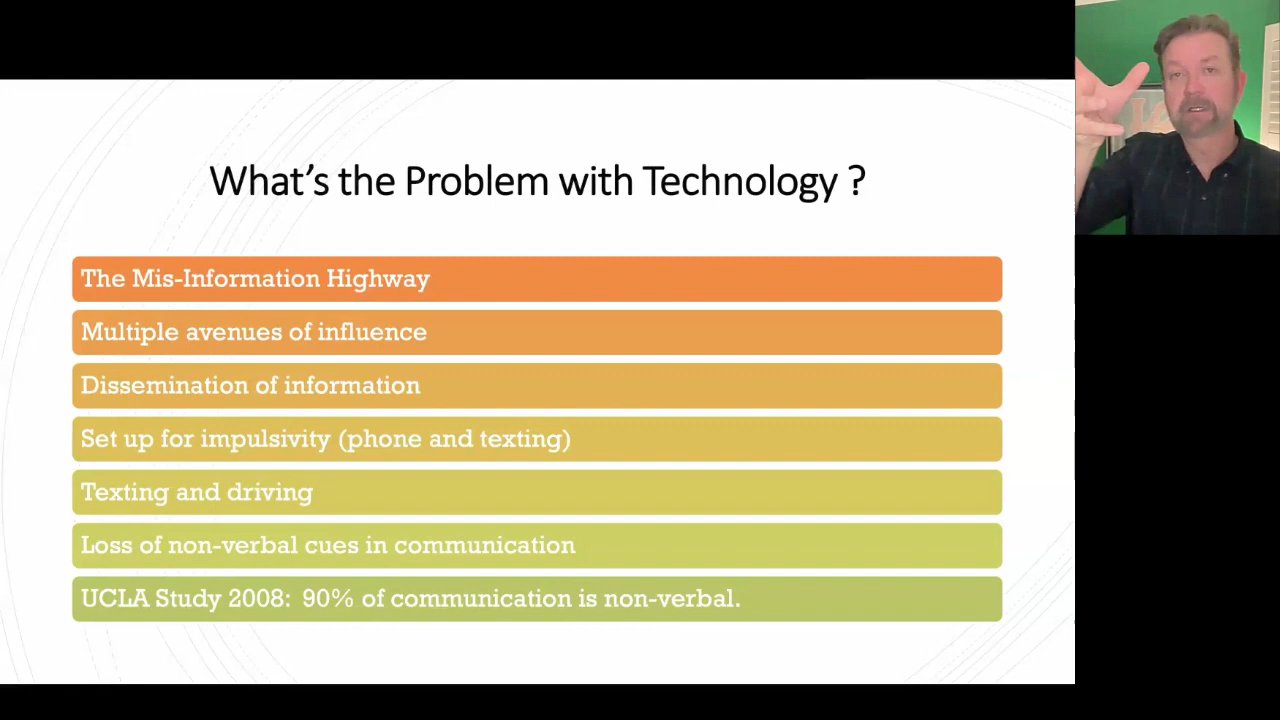 What's the Problem with Technology ?
The Mis-Information Highway
Multiple avenues of influence
Dissemination of information
Set up for impulsivity (phone and texting)
Texting and driving
Loss of non-verbal cues in communication
UCLA Study 2008:  90% of communication is non-verbal.